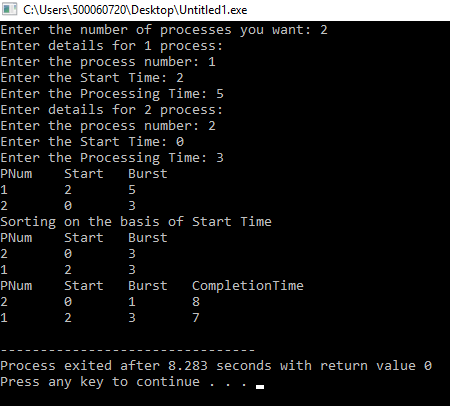 C:\Users\500060720\Desktop\Untitled1.exe
Enter the number of processes you want: 2
Enter details for 1 process:
Enter the process number: 1
Enter the Start Time: 2
Enter the Processing Time: 5
Enter details for 2 process:
Enter the process number: 2
Enter the Start Time: 0
Enter the Processing Time: 3
PNum    Start   Burst
1       2       5
2       0       3
Sorting on the basis of Start Time
PNum    Start   Burst
2       0       3
1       2       3
PNum    Start   Burst   CompletionTime
2       0       1       8
1       2       3       7
--------------------------------
Process exited after 8.283 seconds with return value 0
Press any key to continue . . .